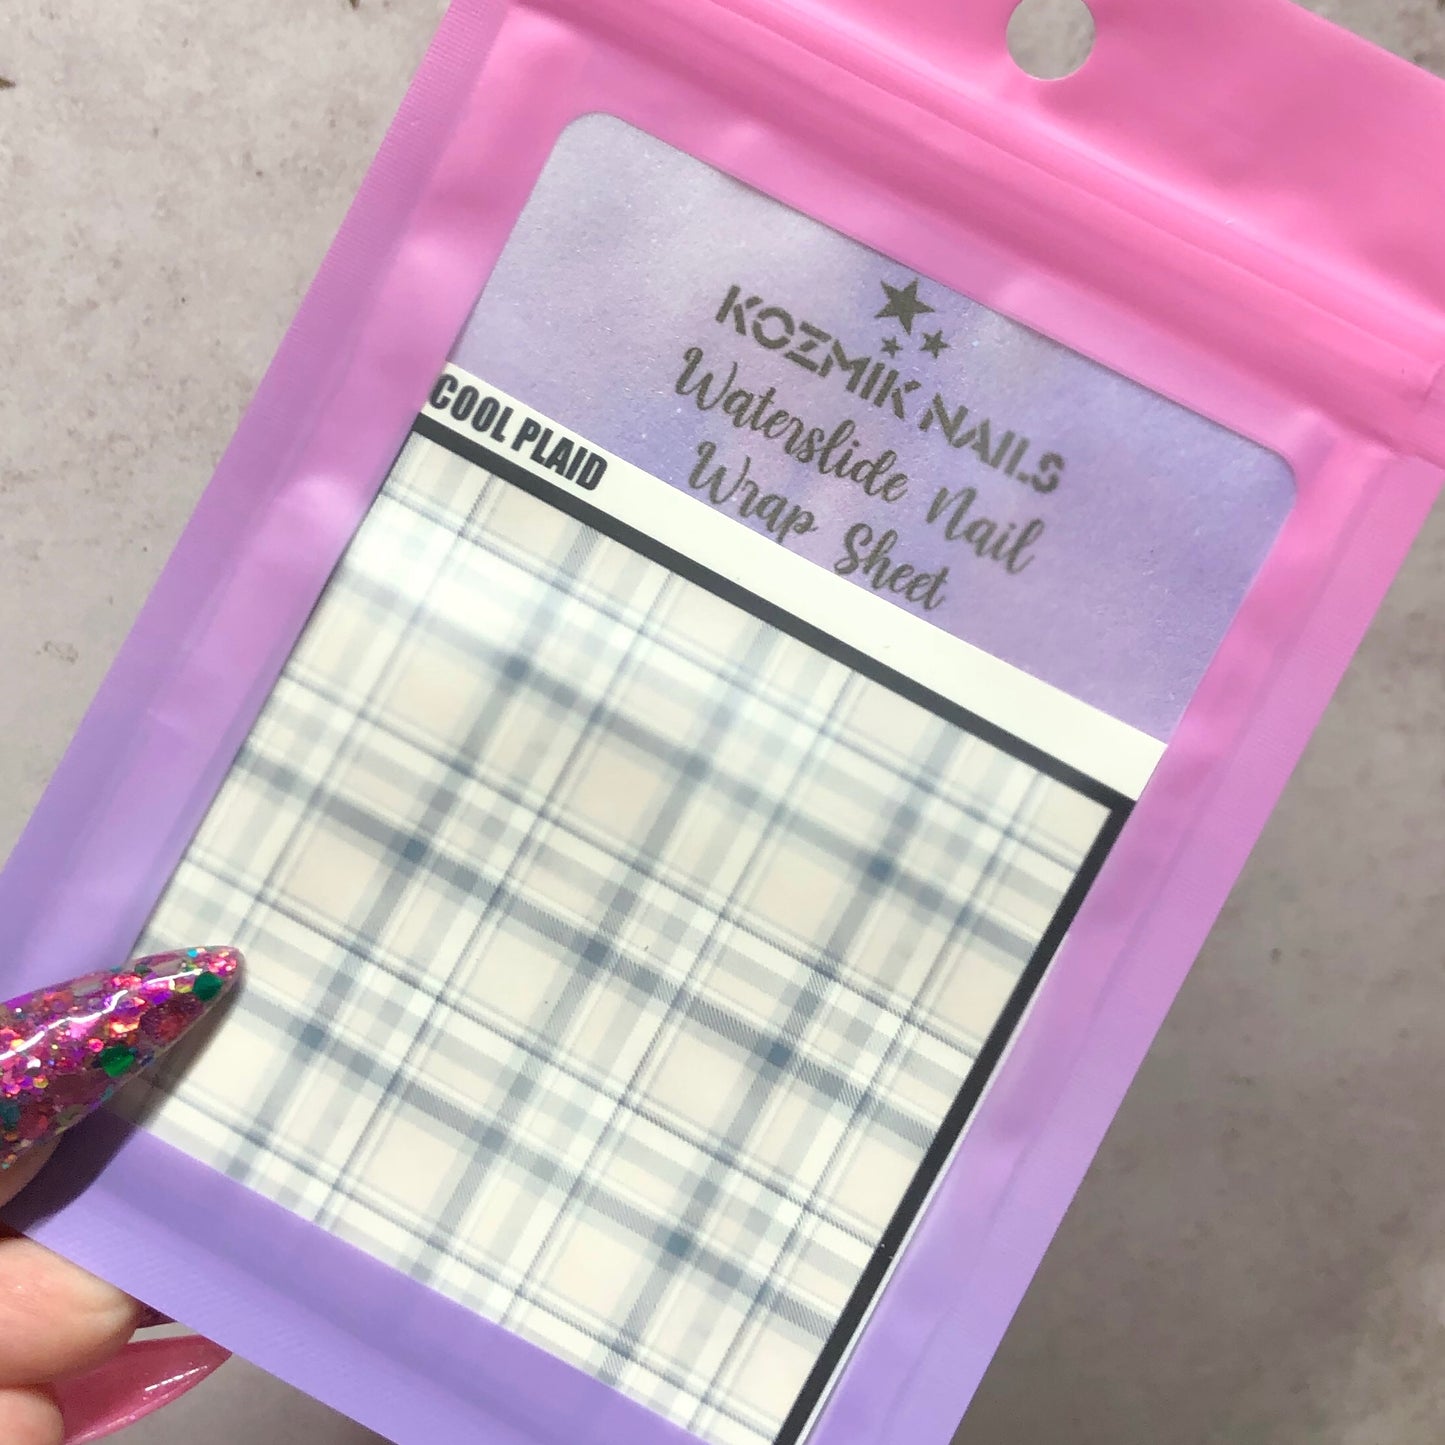 KOZMIK NAILS
Waterslide Nail
Wrap Sheet
COOL PLAID